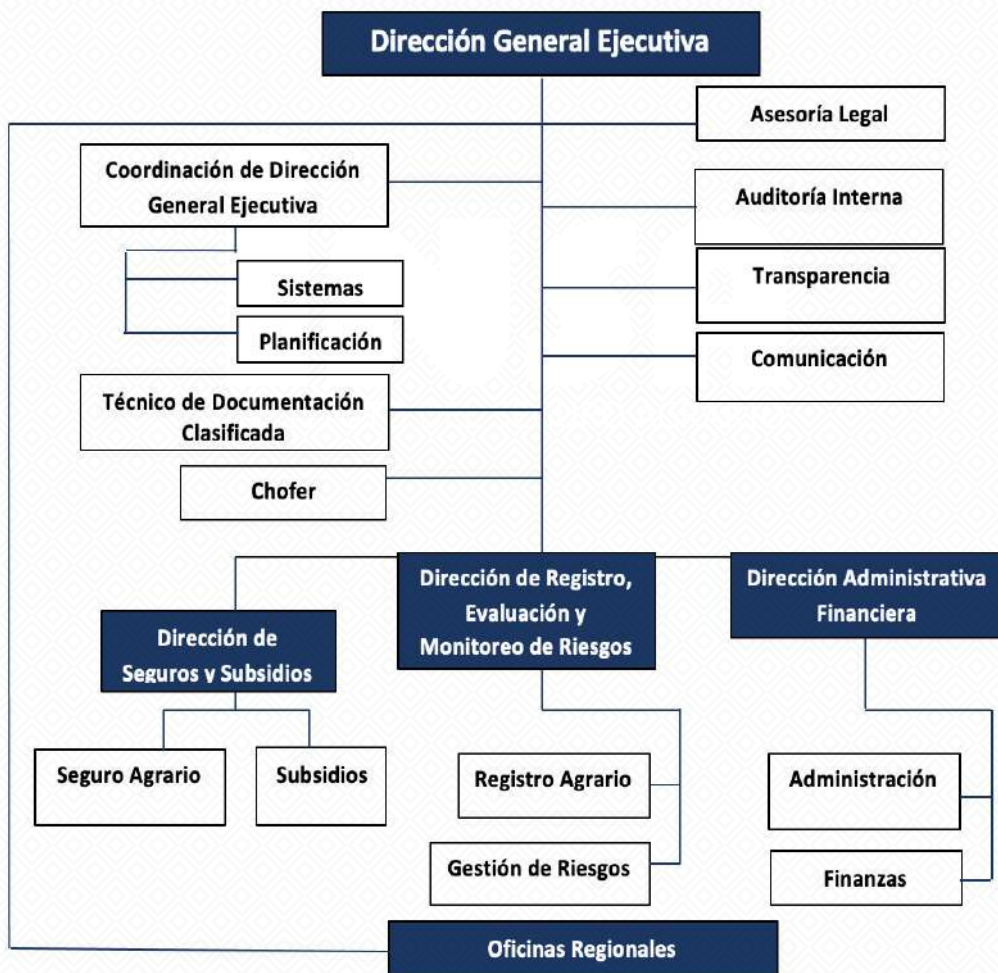 Dirección General Ejecutiva
Asesoría Legal
Coordinación de Dirección
General Ejecutiva
Auditoría Interna
Sistemas
Transparencia
Planificación
Comunicación
Técnico de Documentación
Clasificada
Chofer
Dirección de
Seguros y Subsidios
Dirección de Registro,
Evaluación y
Monitoreo de Riesgos
Dirección Administrativa
Financiera
Seguro Agrario
Subsidios
Registro Agrario
Gestión de Riesgos
Administración
Finanzas
Oficinas Regionales